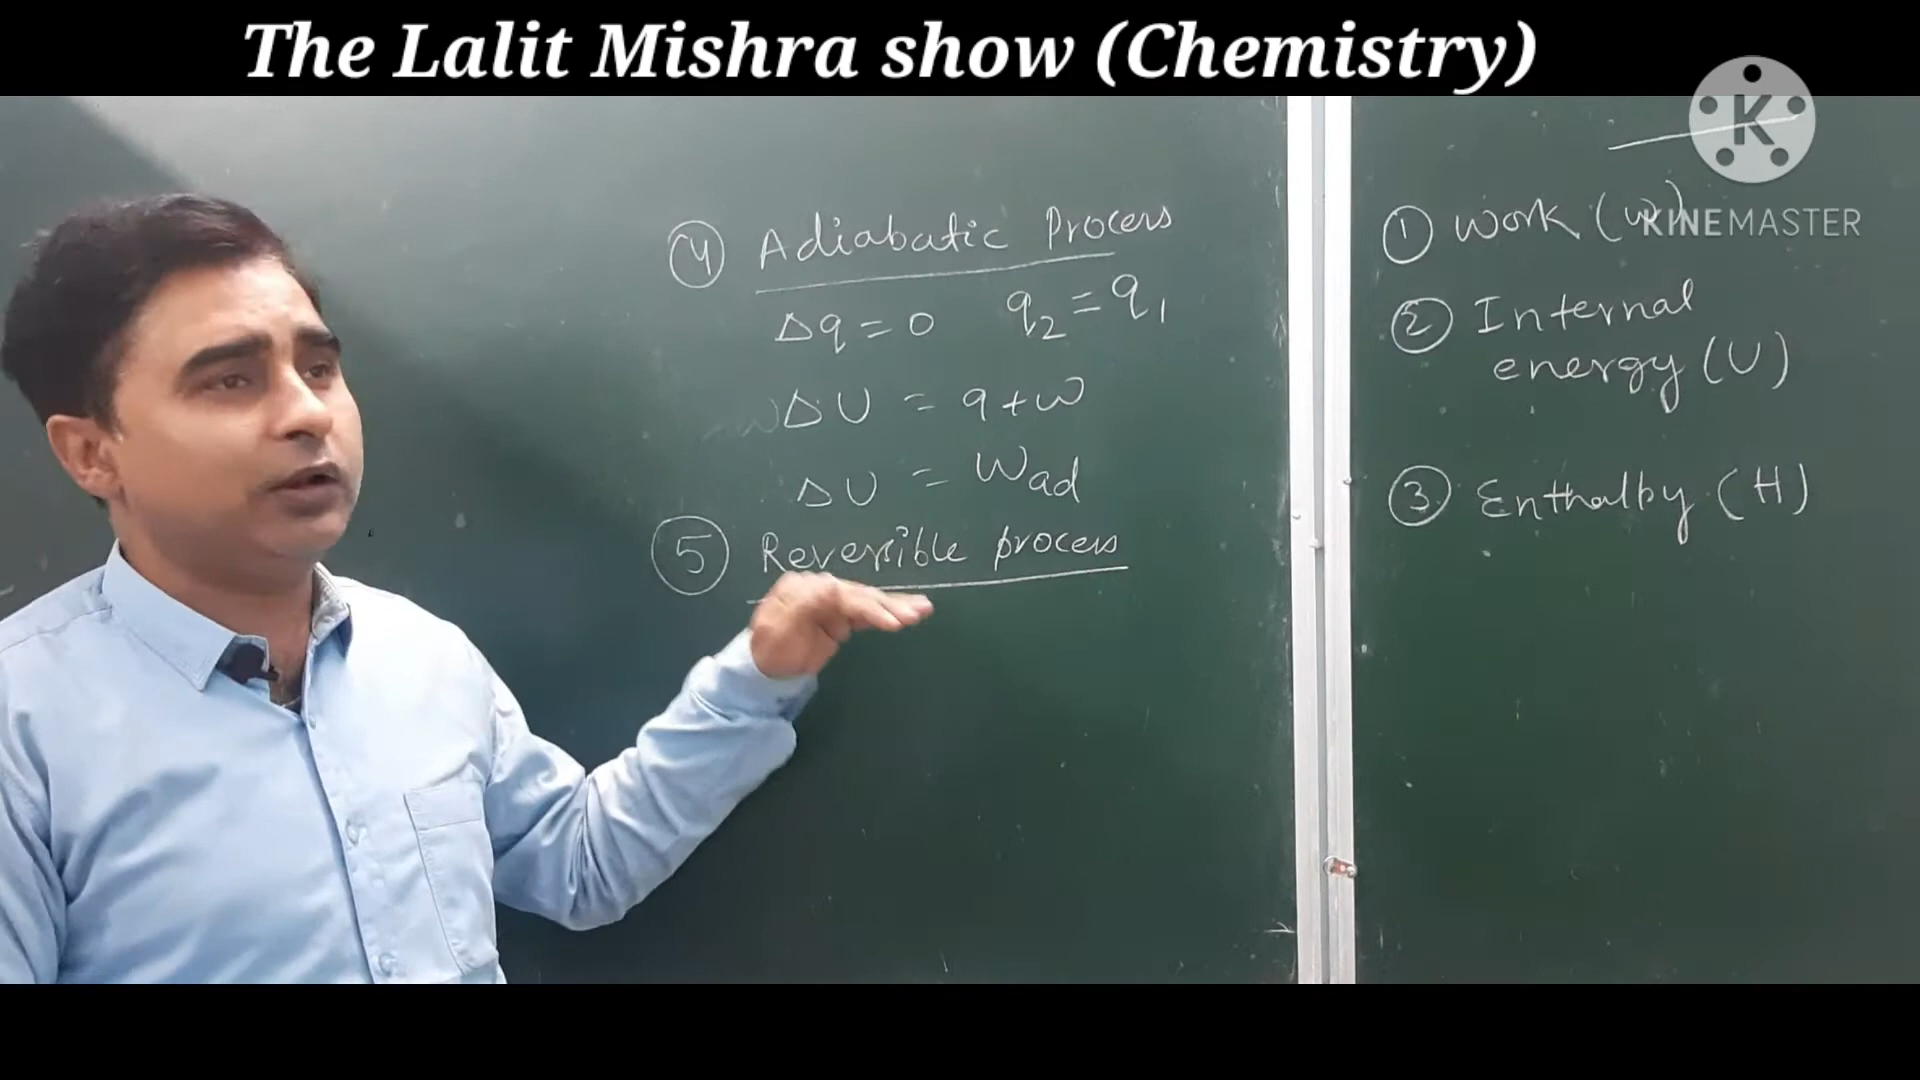 The Lalit Mishra show (Chemistry)
K
KINEMASTER
④ Adiabatic Process
Δq = 0 q₂ = q₁
ΔU = q + w
ΔU = Wad
⑤ Reversible process
① Work (w)
② Internal
energy (U)
③ Enthalpy (H)